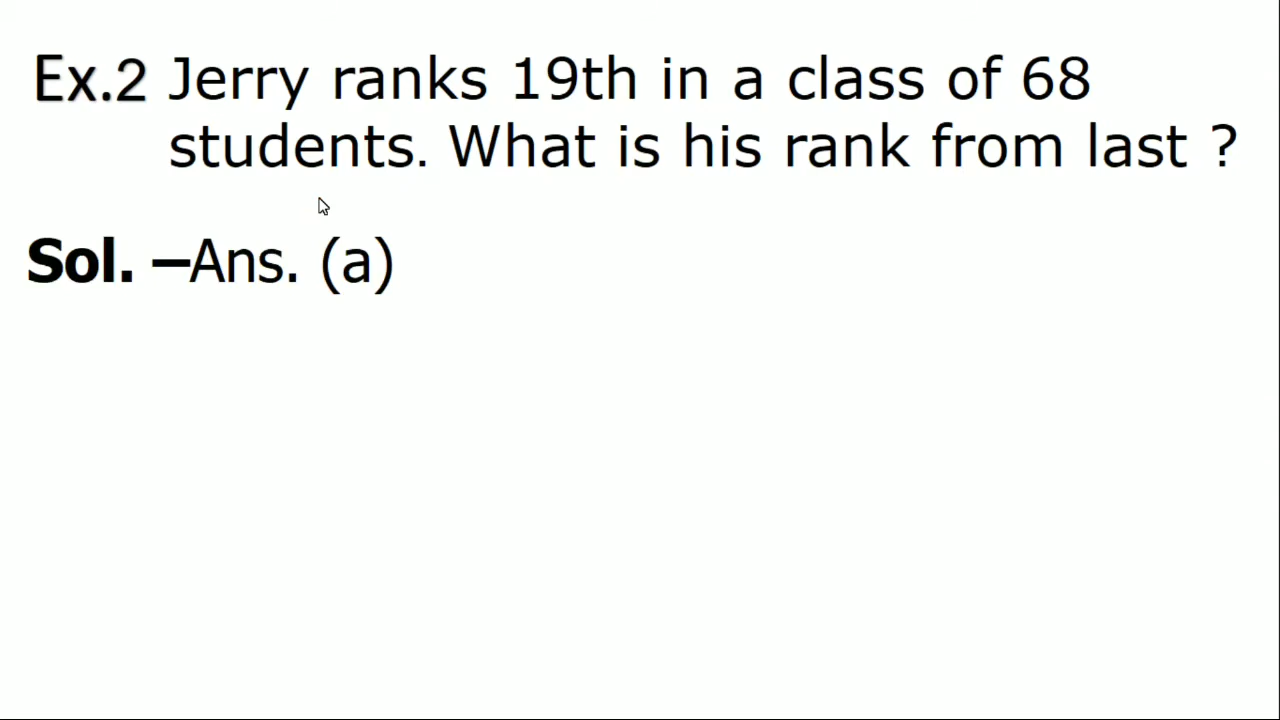 Ex.2 Jerry ranks 19th in a class of 68
students. What is his rank from last ?
Sol. –Ans. (a)